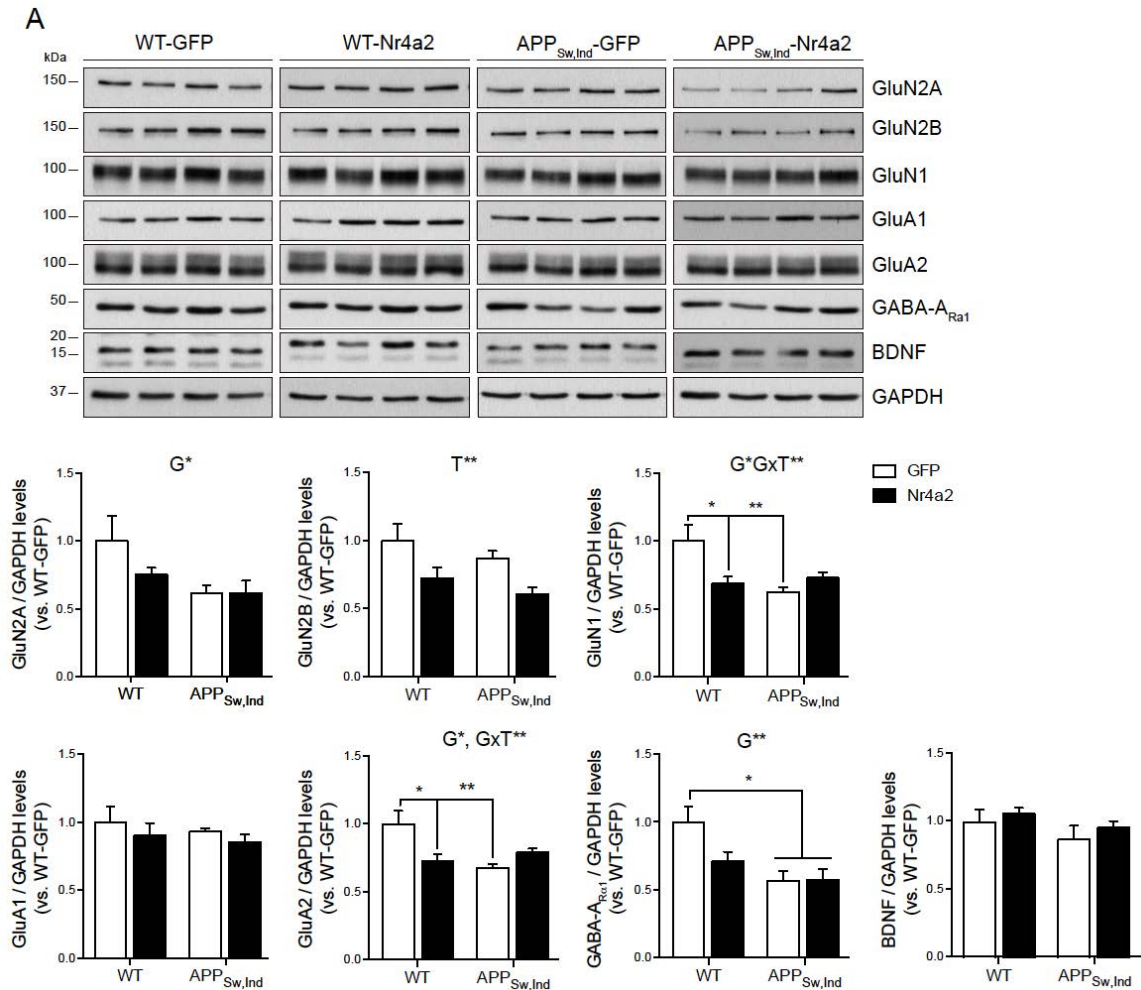 A
WT-GFP WT-Nr4a2 APPSw,Ind-GFP APPSw,Ind-Nr4a2
kDa
150 GluN2A
150 GluN2B
100 GluN1
100 GluA1
100 GluA2
50 GABA-ARa1
20
15 BDNF
37 GAPDH
G*
GluN2A / GAPDH levels
(vs. WT-GFP)
1.5
1.0
0.5
0.0
WT APPSw,Ind
T**
GluN2B / GAPDH levels
(vs. WT-GFP)
1.5
1.0
0.5
0.0
WT APPSw,Ind
G*GxT**
GluN1 / GAPDH levels
(vs. WT-GFP)
1.5
1.0
0.5
0.0
* **
WT APPSw,Ind
GFP
Nr4a2
GluA1 / GAPDH levels
(vs. WT-GFP)
1.5
1.0
0.5
0.0
WT APPSw,Ind
G*, GxT**
GluA2 / GAPDH levels
(vs. WT-GFP)
1.5
1.0
0.5
0.0
* **
WT APPSw,Ind
G**
GABA-ARα1 / GAPDH levels
(vs. WT-GFP)
1.5
1.0
0.5
0.0
*
WT APPSw,Ind
BDNF / GAPDH levels
(vs. WT-GFP)
1.5
1.0
0.5
0.0
WT APPSw,Ind